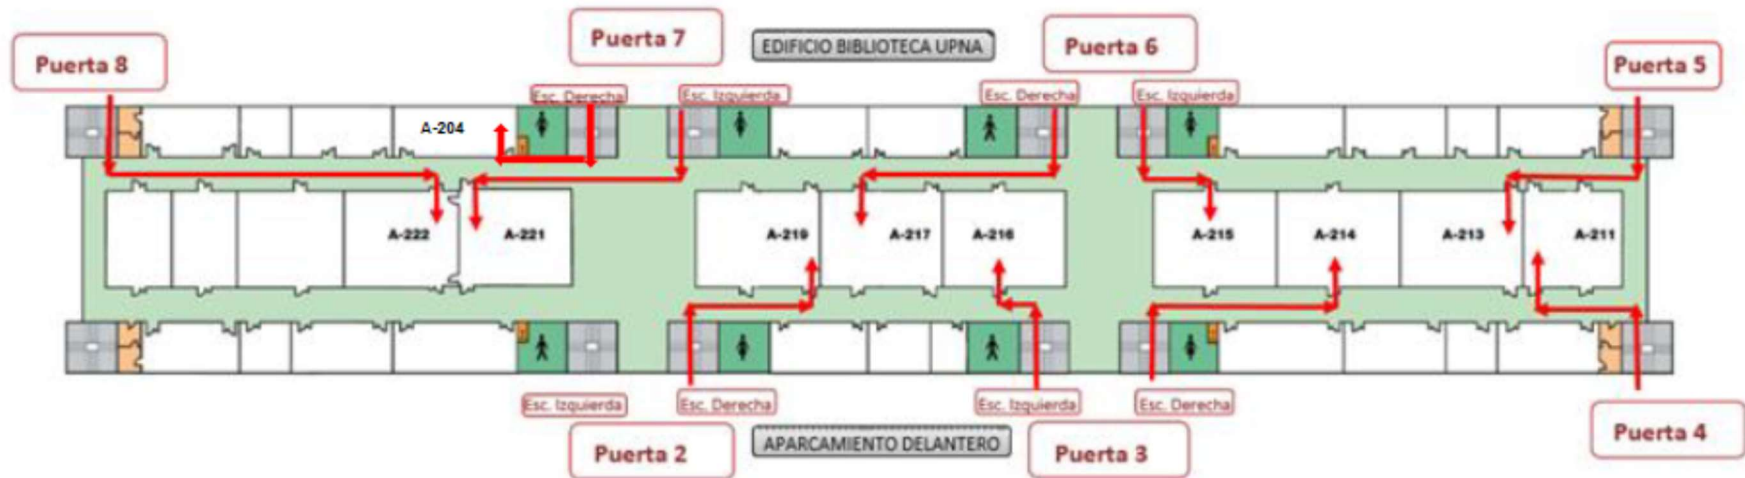 Puerta 7
EDIFICIO BIBLIOTECA UPNA
Puerta 6
Puerta 8
Puerta 5
Esc. Derecha
Esc. Izquierda
Esc. Derecha
Esc. Izquierda
A-204
A-222
A-221
A-219
A-217
A-216
A-215
A-214
A-213
A-211
Esc. Izquierda
Esc. Derecha
Esc. Izquierda
Esc. Derecha
Puerta 2
APARCAMIENTO DELANTERO
Puerta 3
Puerta 4